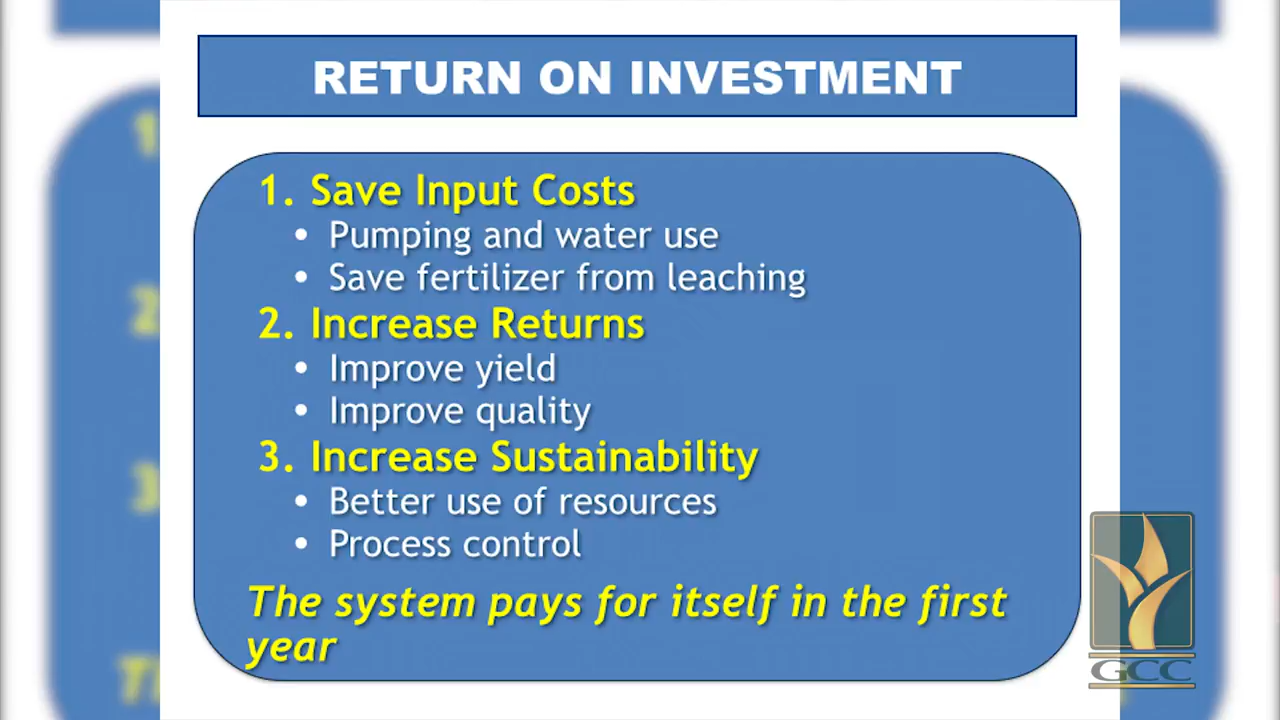 RETURN ON INVESTMENT
1. Save Input Costs
• Pumping and water use
• Save fertilizer from leaching
2. Increase Returns
• Improve yield
• Improve quality
3. Increase Sustainability
• Better use of resources
• Process control
The system pays for itself in the first
year
GCC